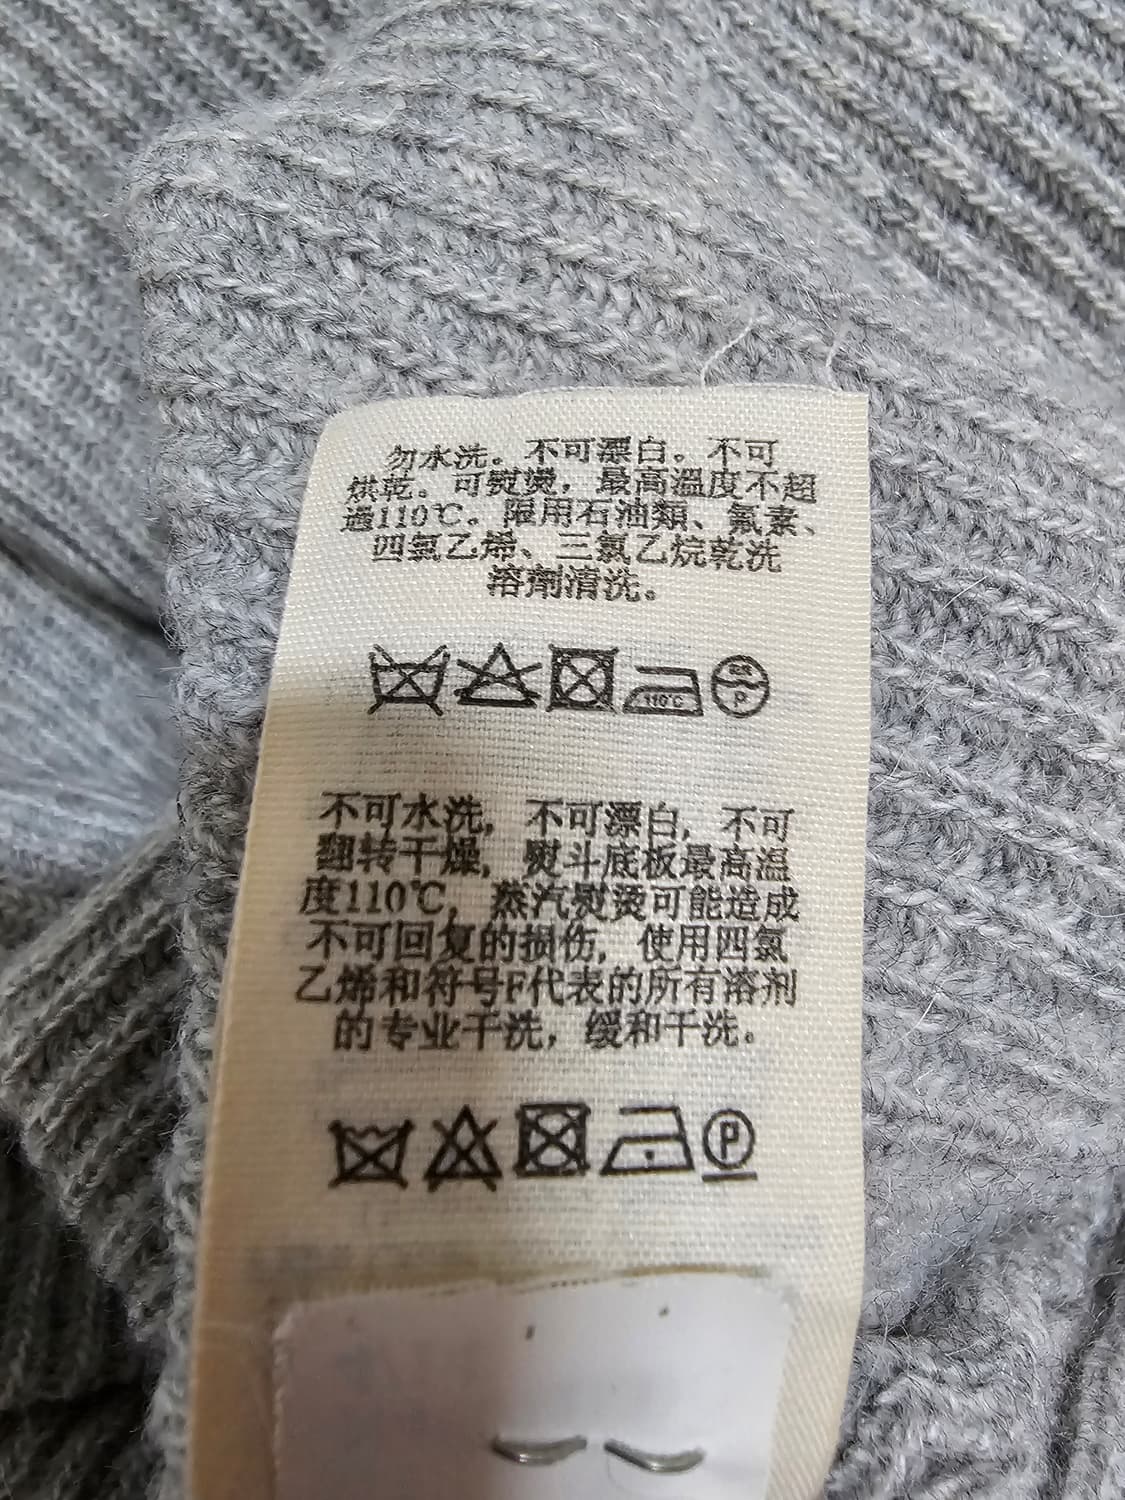 勿水洗。不可漂白。不可
烘乾。可熨燙，最高溫度不超
過110℃。限用石油類、氟素、
四氯乙烯、三氯乙烷乾洗
溶劑清洗。
110℃
P
不可水洗，不可漂白，不可
翻转干燥，熨斗底板最高温
度110℃，蒸汽熨烫可能造成
不可回复的损伤，使用四氯
乙烯和符号F代表的所有溶剂
的专业干洗，缓和干洗。
P